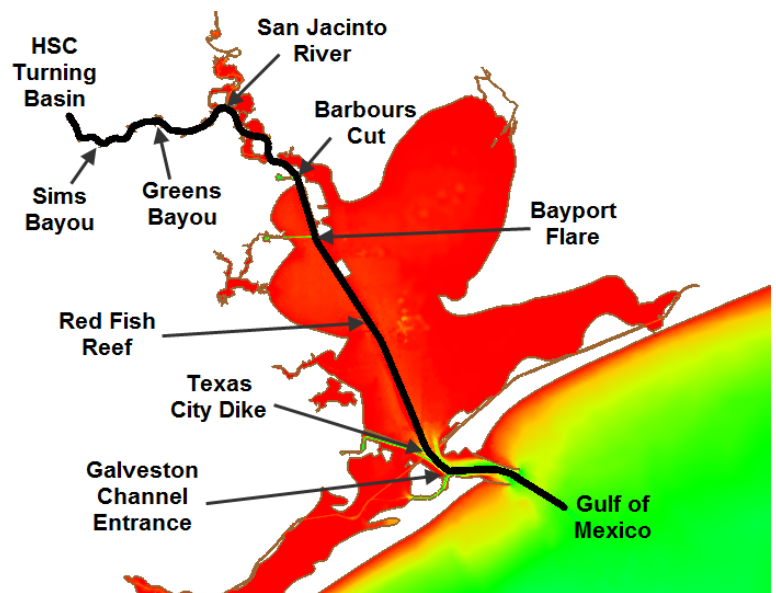 San Jacinto
River
HSC
Turning
Basin
Barbours
Cut
Sims
Bayou
Greens
Bayou
Bayport
Flare
Red Fish
Reef
Texas
City Dike
Galveston
Channel
Entrance
Gulf of
Mexico